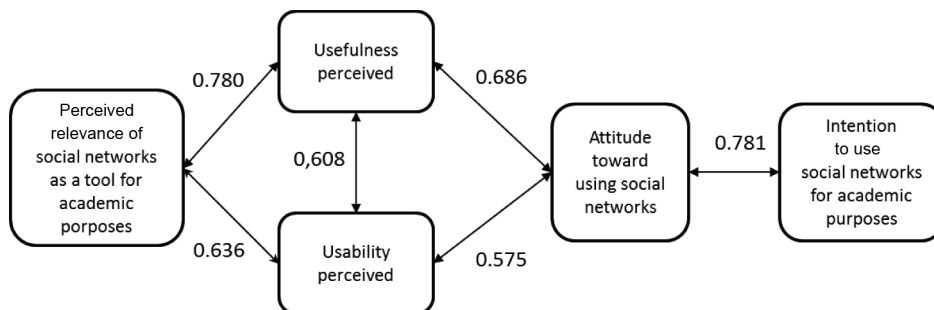 Perceived
relevance of
social networks
as a tool for
academic
porposes
0.780
0.636
Usefulness
perceived
0,608
Usability
perceived
0.686
0.575
Attitude
toward
using social
networks
0.781
Intention
to use
social networks
for academic
purposes